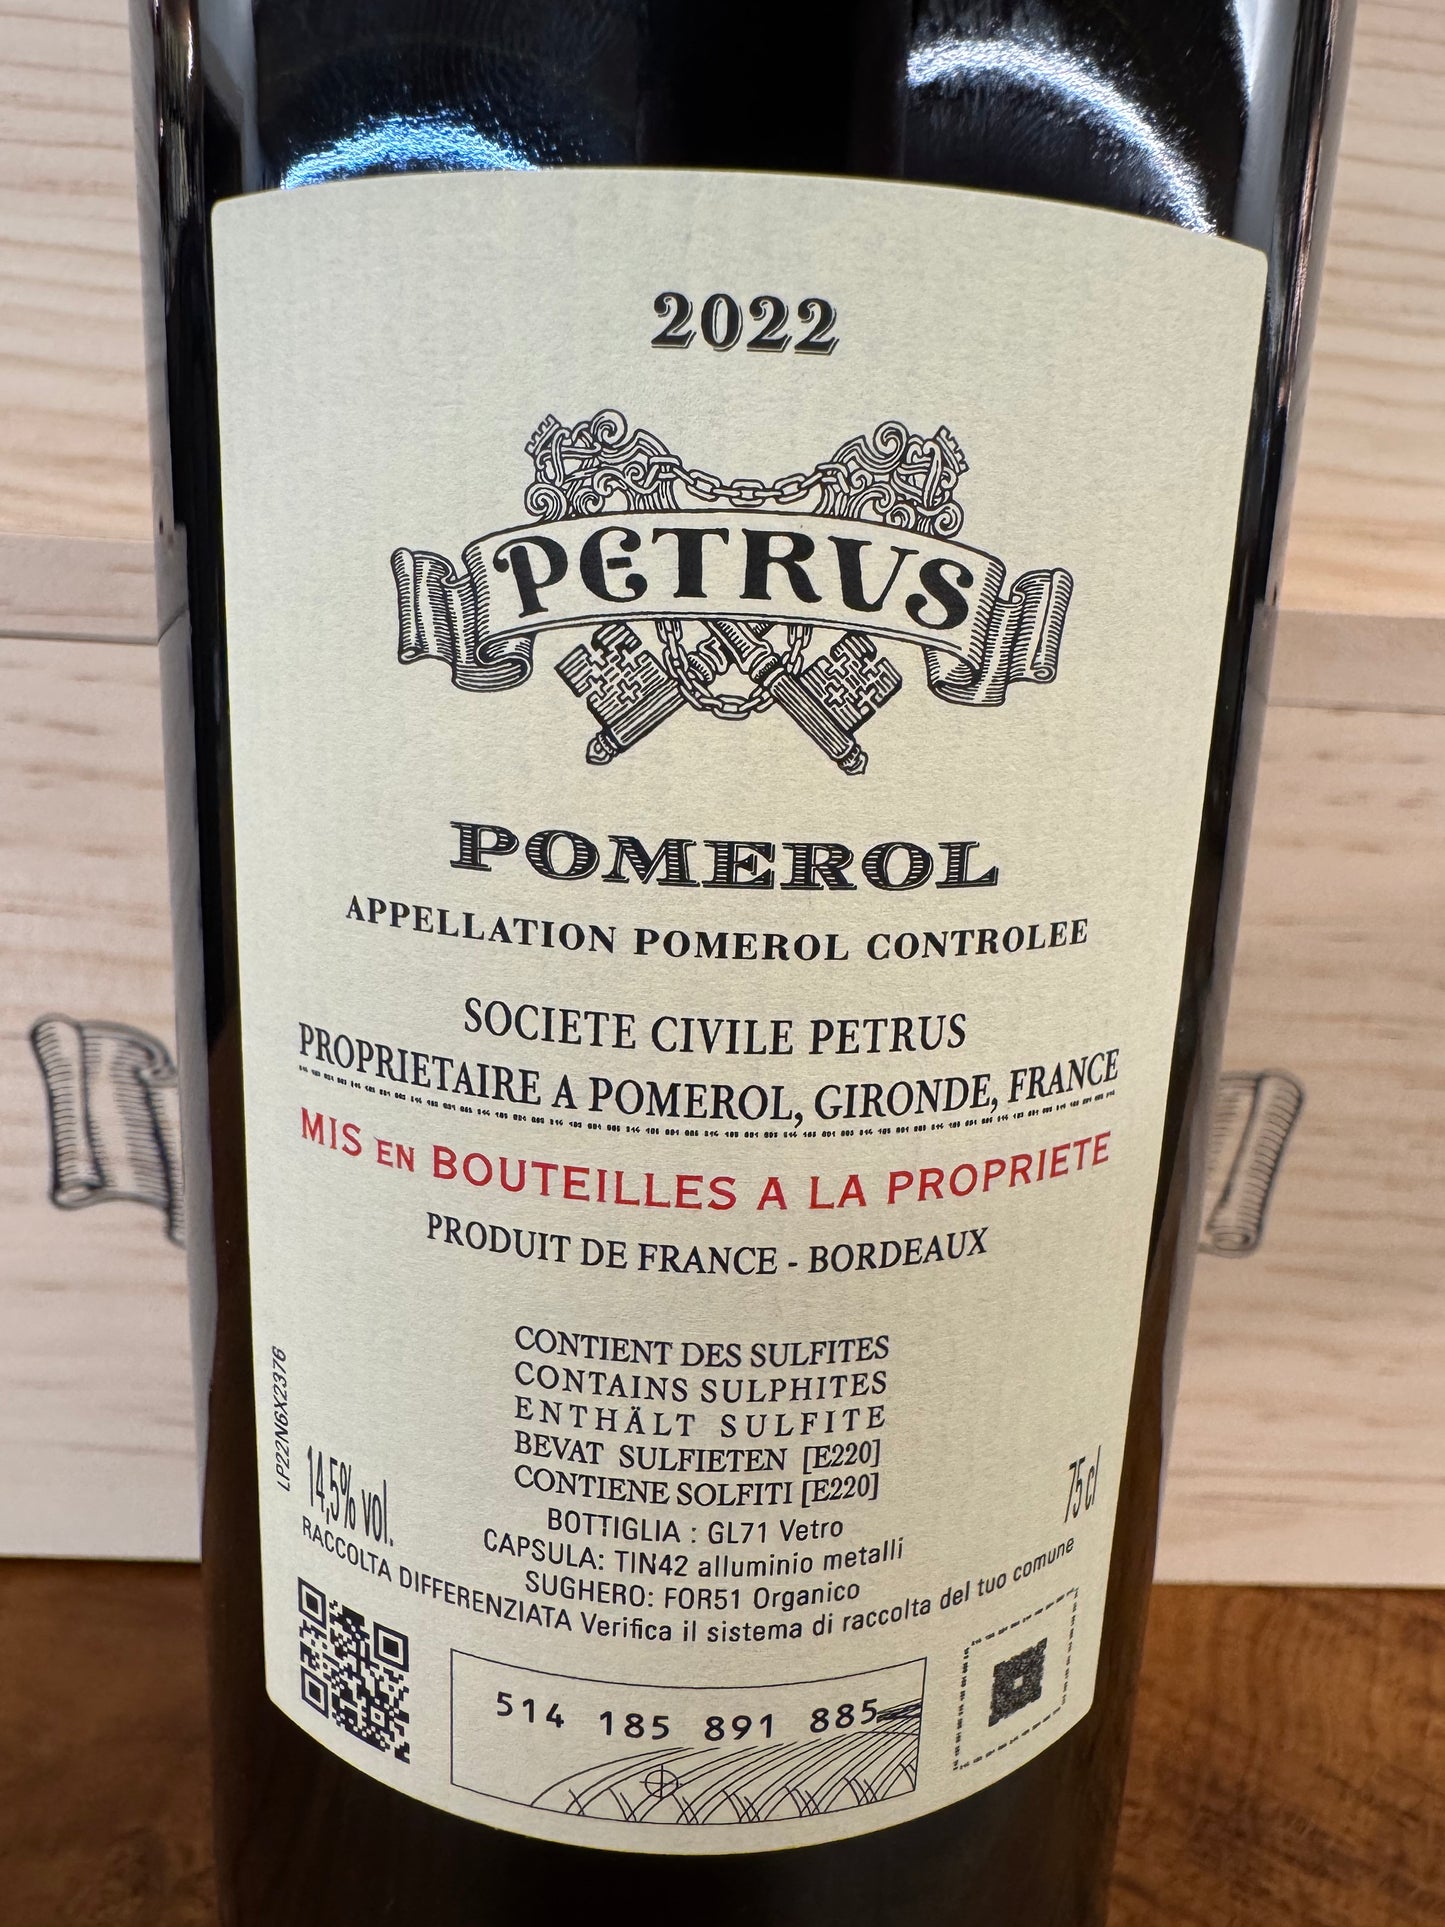 2022
PETRUS
POMEROL
APPELLATION POMEROL CONTROLEE
SOCIETE CIVILE PETRUS
PROPRIETAIRE A POMEROL, GIRONDE, FRANCE
MIS EN BOUTEILLES A LA PROPRIETE
PRODUIT DE FRANCE - BORDEAUX
CONTIENT DES SULFITES
CONTAINS SULPHITES
ENTHÄLT SULFITE
BEVAT SULFIETEN [E220]
CONTIENE SOLFITI [E220]
LP22N6X2376
14,5% vol.
75 cl
BOTTIGLIA : GL71 Vetro
CAPSULA: TIN42 alluminio metalli
SUGHERO: FOR51 Organico
RACCOLTA DIFFERENZIATA Verifica il sistema di raccolta del tuo comune
514 185 891 885